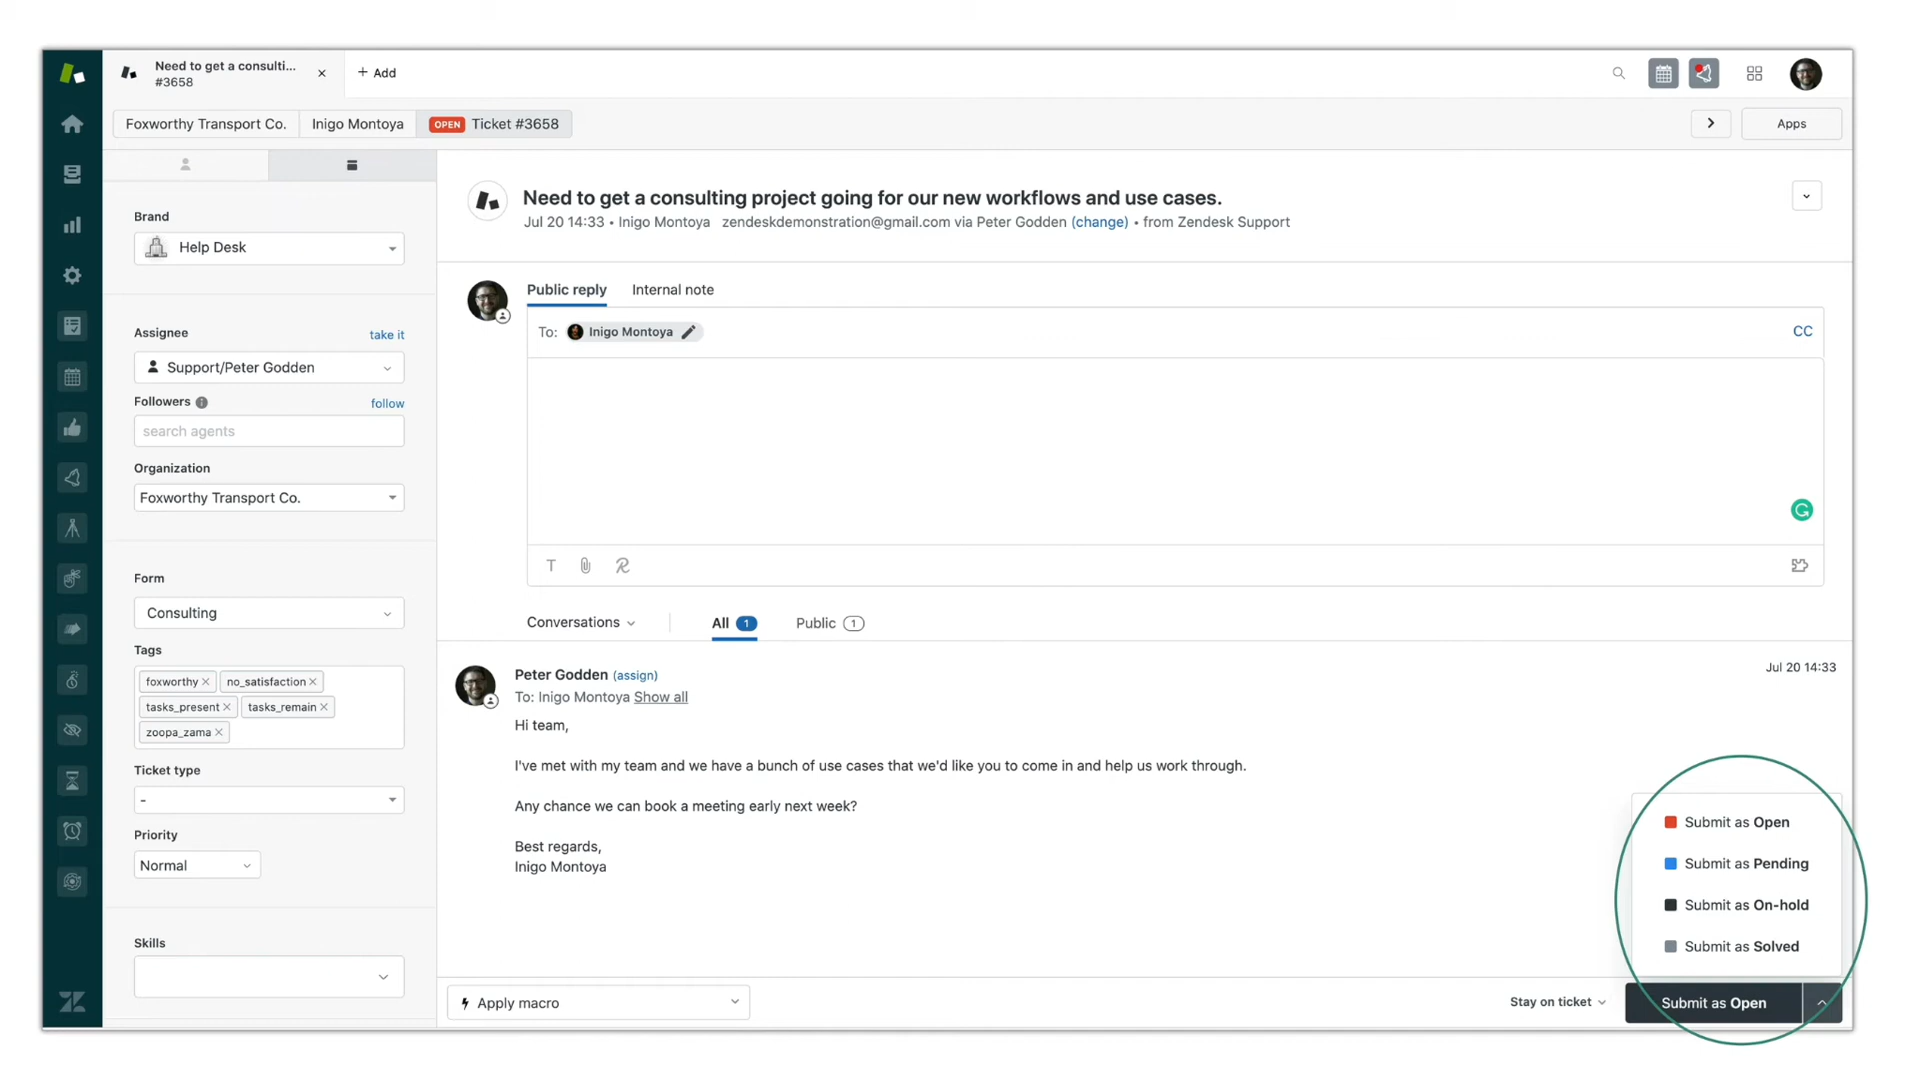 Need to get a consulti...
#3658
+ Add
Foxworthy Transport Co.
Inigo Montoya
OPEN Ticket #3658
Apps
Brand
Help Desk
Assignee
take it
Support/Peter Godden
Followers
follow
search agents
Organization
Foxworthy Transport Co.
Form
Consulting
Tags
foxworthy ×
no_satisfaction ×
tasks_present ×
tasks_remain ×
zoopa_zama ×
Ticket type
-
Priority
Normal
Skills
Need to get a consulting project going for our new workflows and use cases.
Jul 20 14:33 • Inigo Montoya zendeskdemonstration@gmail.com via Peter Godden (change) • from Zendesk Support
Public reply
Internal note
To: Inigo Montoya
CC
T
Conversations
All 1
Public 1
Peter Godden (assign)
Jul 20 14:33
To: Inigo Montoya Show all
Hi team,
I've met with my team and we have a bunch of use cases that we'd like you to come in and help us work through.
Any chance we can book a meeting early next week?
Best regards,
Inigo Montoya
Submit as Open
Submit as Pending
Submit as On-hold
Submit as Solved
Apply macro
Stay on ticket
Submit as Open